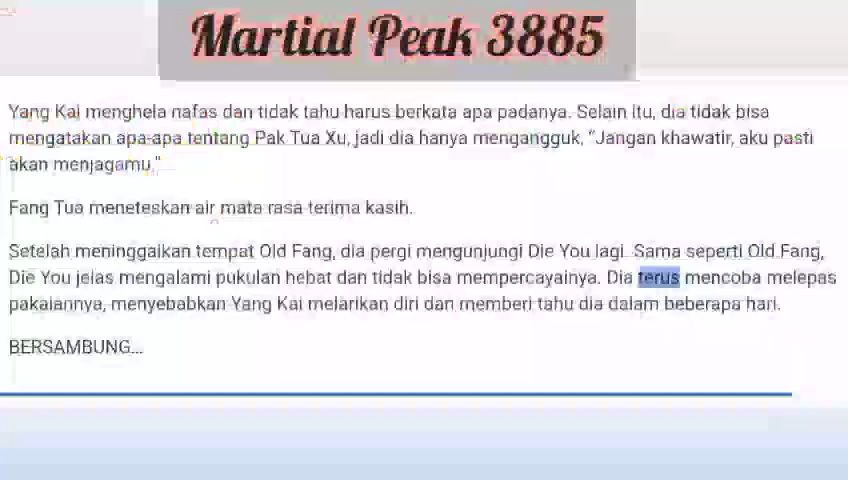 Martial Peak 3885
Yang Kai menghela nafas dan tidak tahu harus berkata apa padanya. Selain itu, dia tidak bisa
mengatakan apa-apa tentang Pak Tua Xu, jadi dia hanya mengangguk, “Jangan khawatir, aku pasti
akan menjagamu.”
Fang Tua meneteskan air mata rasa terima kasih.
Setelah meninggalkan tempat Old Fang, dia pergi mengunjungi Die You lagi. Sama seperti Old Fang,
Die You jelas mengalami pukulan hebat dan tidak bisa mempercayainya. Dia terus mencoba melepas
pakaiannya, menyebabkan Yang Kai melarikan diri dan memberi tahu dia dalam beberapa hari.
BERSAMBUNG...